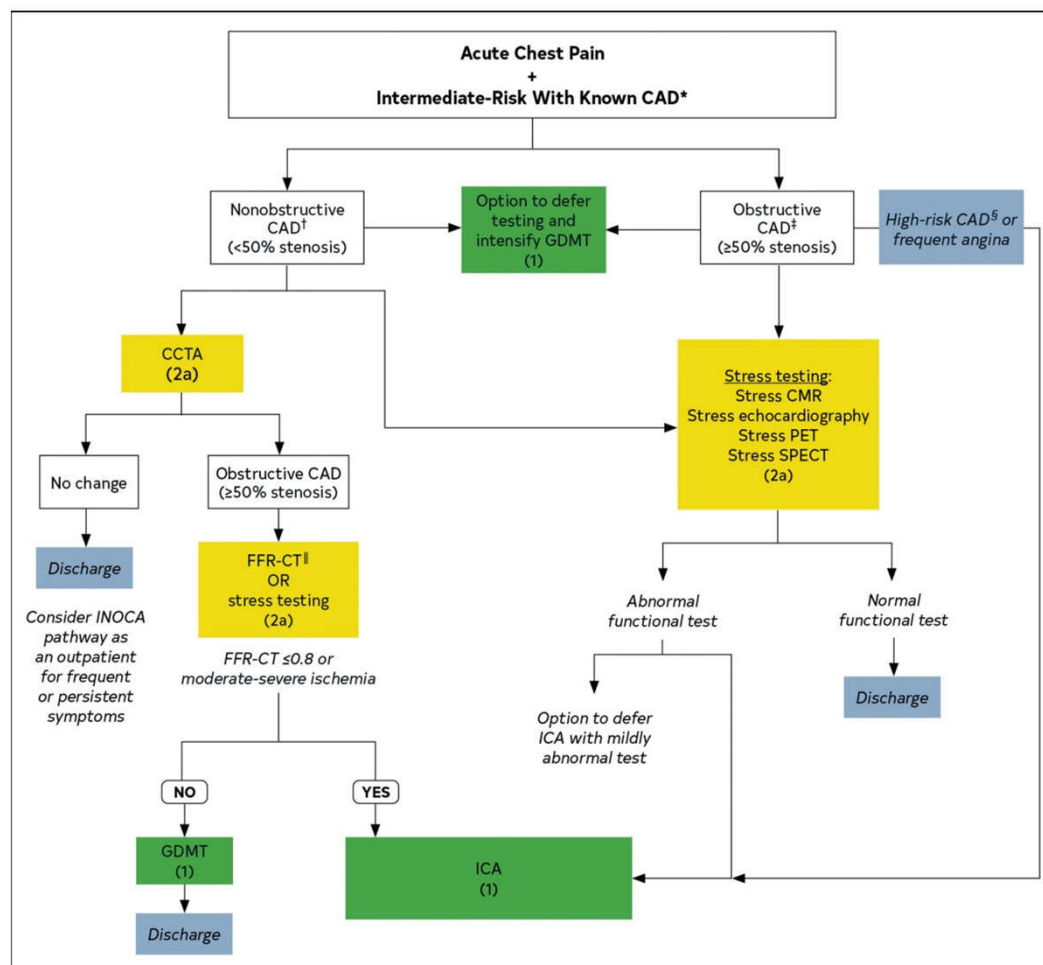 Acute Chest Pain
+
Intermediate-Risk With Known CAD*
Nonobstructive
CAD†
(<50% stenosis)
Option to defer
testing and
intensify GDMT
(1)
Obstructive
CAD‡
(≥50% stenosis)
High-risk CAD§ or
frequent angina
CCTA
(2a)
Stress testing:
Stress CMR
Stress echocardiography
Stress PET
Stress SPECT
(2a)
No change
Obstructive CAD
(≥50% stenosis)
Discharge
Consider INOCA
pathway as
an outpatient
for frequent
or persistent
symptoms
FFR-CT‖
OR
stress testing
(2a)
FFR-CT ≤0.8 or
moderate-severe ischemia
Abnormal
functional test
Normal
functional test
Option to defer
ICA with mildly
abnormal test
Discharge
NO
YES
GDMT
(1)
ICA
(1)
Discharge